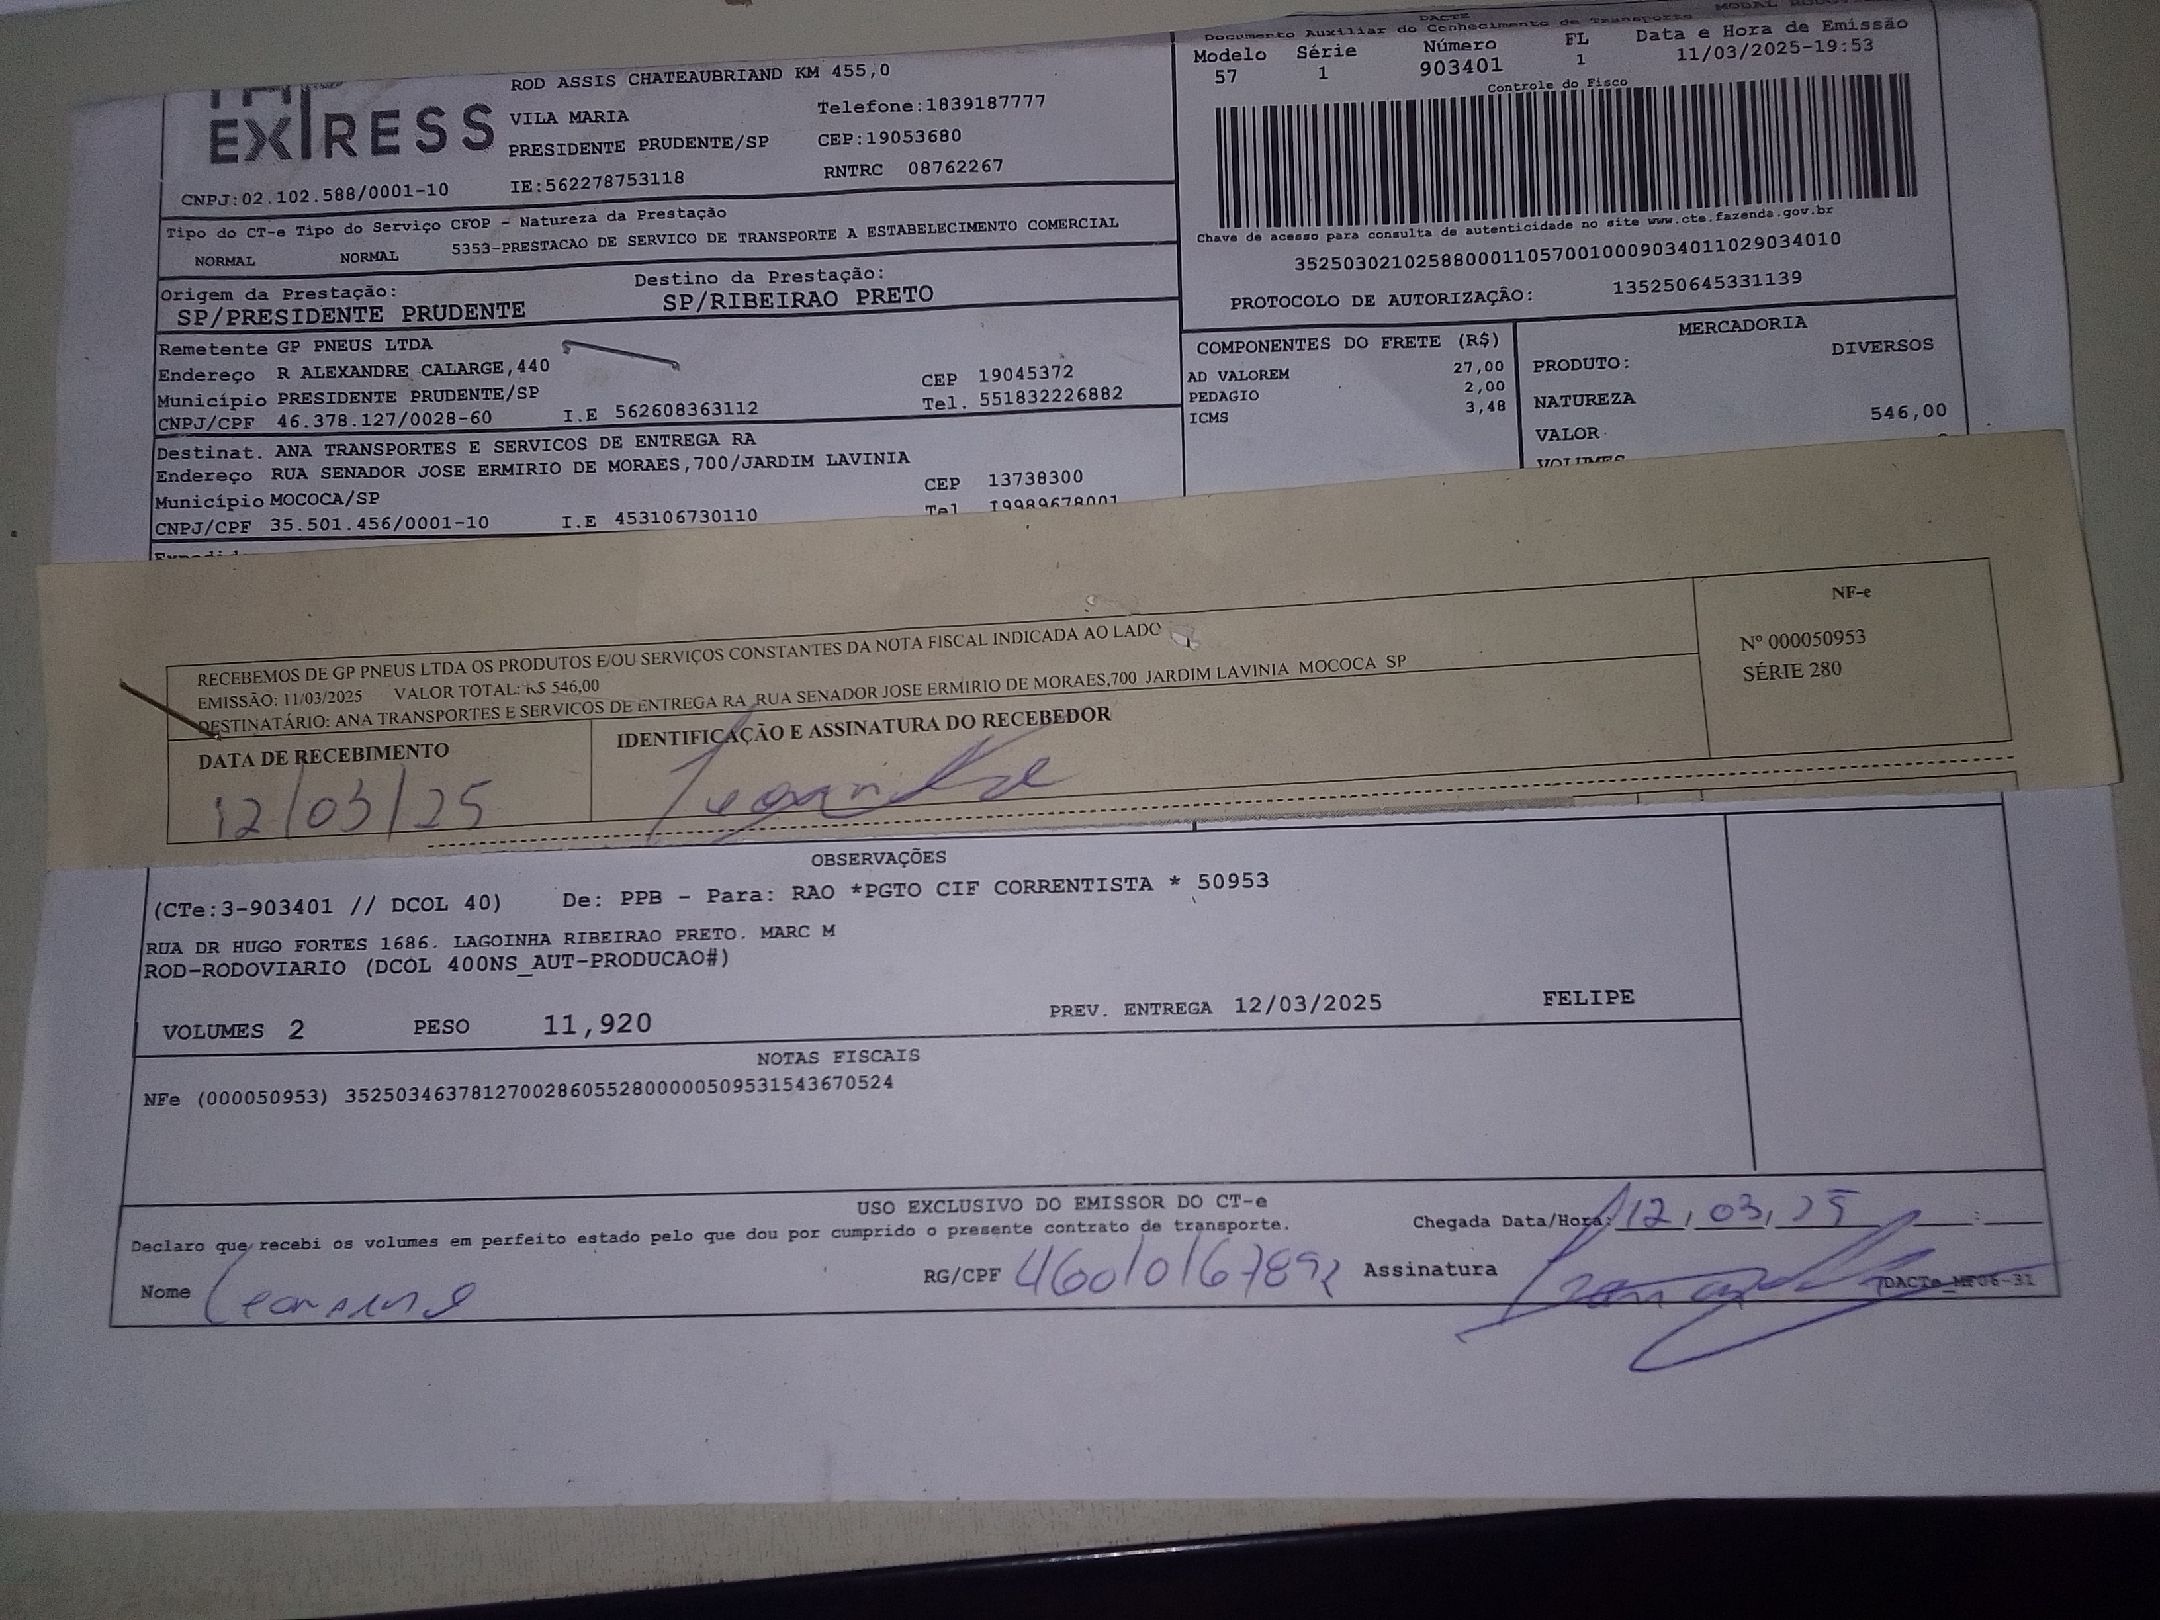 DACTE
Documento Auxiliar do Conhecimento de Transporte MODAL
EXPRESS
ROD ASSIS CHATEAUBRIAND KM 455,0
VILA MARIA Telefone:1839187777
PRESIDENTE PRUDENTE/SP CEP:19053680
CNPJ:02.102.588/0001-10 IE:562278753118 RNTRC 08762267
Modelo Série Número FL Data e Hora de Emissão
57 1 903401 1 11/03/2025-19:53
Controle do Fisco
Chave de acesso para consulta de autenticidade no site www.cte.fazenda.gov.br
35250302102588000110570010009034011029034010
PROTOCOLO DE AUTORIZAÇÃO: 135250645331139
Tipo do CT-e Tipo do Serviço CFOP - Natureza da Prestação
NORMAL NORMAL 5353-PRESTACAO DE SERVICO DE TRANSPORTE A ESTABELECIMENTO COMERCIAL
Origem da Prestação: Destino da Prestação:
SP/PRESIDENTE PRUDENTE SP/RIBEIRAO PRETO
Remetente GP PNEUS LTDA
Endereço R ALEXANDRE CALARGE,440 CEP 19045372
Município PRESIDENTE PRUDENTE/SP Tel. 551832226882
CNPJ/CPF 46.378.127/0028-60 I.E 562608363112
Destinat. ANA TRANSPORTES E SERVICOS DE ENTREGA RA
Endereço RUA SENADOR JOSE ERMIRIO DE MORAES,700/JARDIM LAVINIA
Município MOCOCA/SP CEP 13738300
CNPJ/CPF 35.501.456/0001-10 I.E 453106730110 Tel 19989678001
COMPONENTES DO FRETE (R$)
AD VALOREM 27,00
PEDAGIO 2,00
ICMS 3,48
MERCADORIA
PRODUTO: DIVERSOS
NATUREZA
VALOR 546,00
VOLUMES
RECEBEMOS DE GP PNEUS LTDA OS PRODUTOS E/OU SERVIÇOS CONSTANTES DA NOTA FISCAL INDICADA AO LADO
EMISSÃO: 11/03/2025 VALOR TOTAL: R$ 546,00
DESTINATÁRIO: ANA TRANSPORTES E SERVICOS DE ENTREGA RA RUA SENADOR JOSE ERMIRIO DE MORAES,700 JARDIM LAVINIA MOCOCA SP
NF-e
Nº 000050953
SÉRIE 280
DATA DE RECEBIMENTO IDENTIFICAÇÃO E ASSINATURA DO RECEBEDOR
12/03/25
OBSERVAÇÕES
(CTe:3-903401 // DCOL 40) De: PPB - Para: RAO *PGTO CIF CORRENTISTA * 50953
RUA DR HUGO FORTES 1686. LAGOINHA RIBEIRAO PRETO. MARC M
ROD-RODOVIARIO (DCOL 400NS_AUT-PRODUCAO#)
VOLUMES 2 PESO 11,920 PREV. ENTREGA 12/03/2025 FELIPE
NOTAS FISCAIS
NFe (000050953) 35250346378127002860552800000509531543670524
USO EXCLUSIVO DO EMISSOR DO CT-e
Declaro que recebi os volumes em perfeito estado pelo que dou por cumprido o presente contrato de transporte. Chegada Data/Hora: 12/03/25
Nome RG/CPF Assinatura